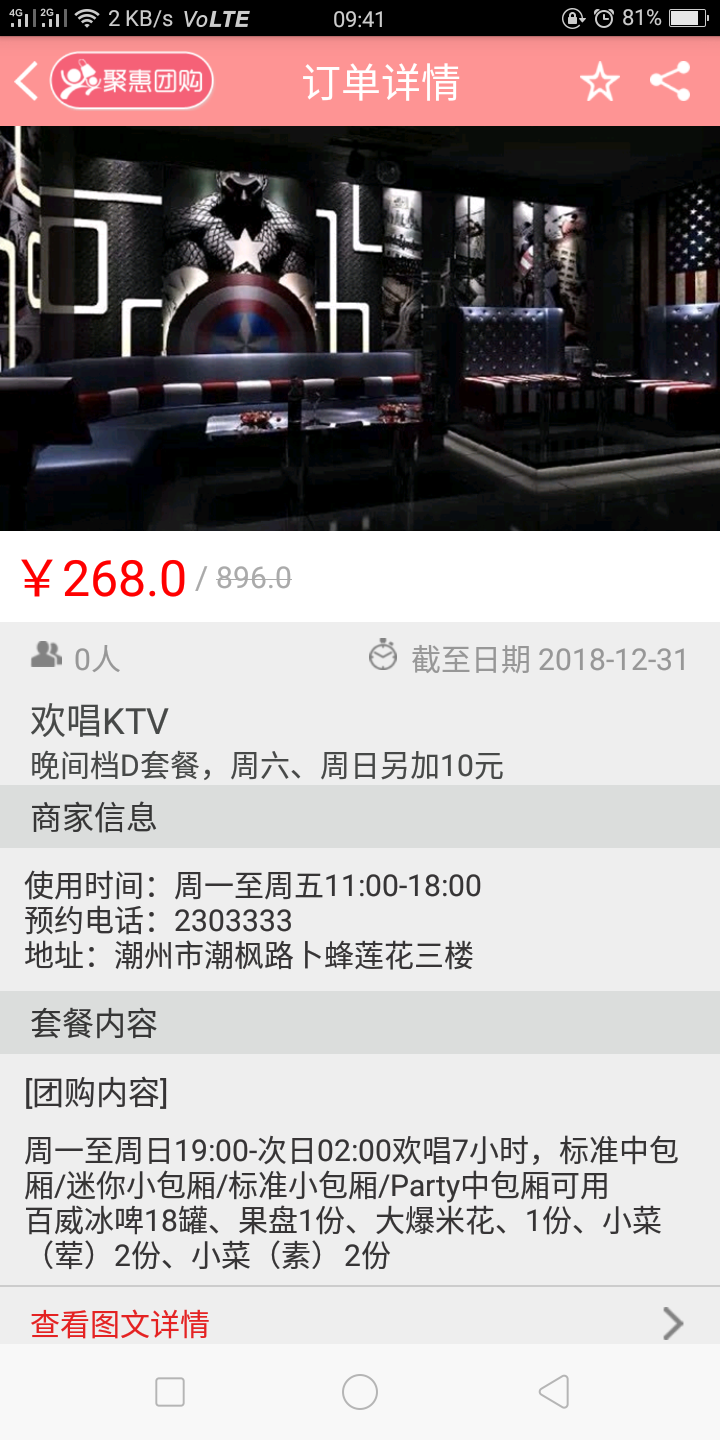 4G 2G 2 KB/s VoLTE 09:41 81%
聚惠团购 订单详情
￥268.0 / 896.0
0人 截至日期 2018-12-31
欢唱KTV
晚间档D套餐，周六、周日另加10元
商家信息
使用时间：周一至周五11:00-18:00
预约电话：2303333
地址：潮州市潮枫路卜蜂莲花三楼
套餐内容
[团购内容]
周一至周日19:00-次日02:00欢唱7小时，标准中包
厢/迷你小包厢/标准小包厢/Party中包厢可用
百威冰啤18罐、果盘1份、大爆米花、1份、小菜
（荤）2份、小菜（素）2份
查看图文详情